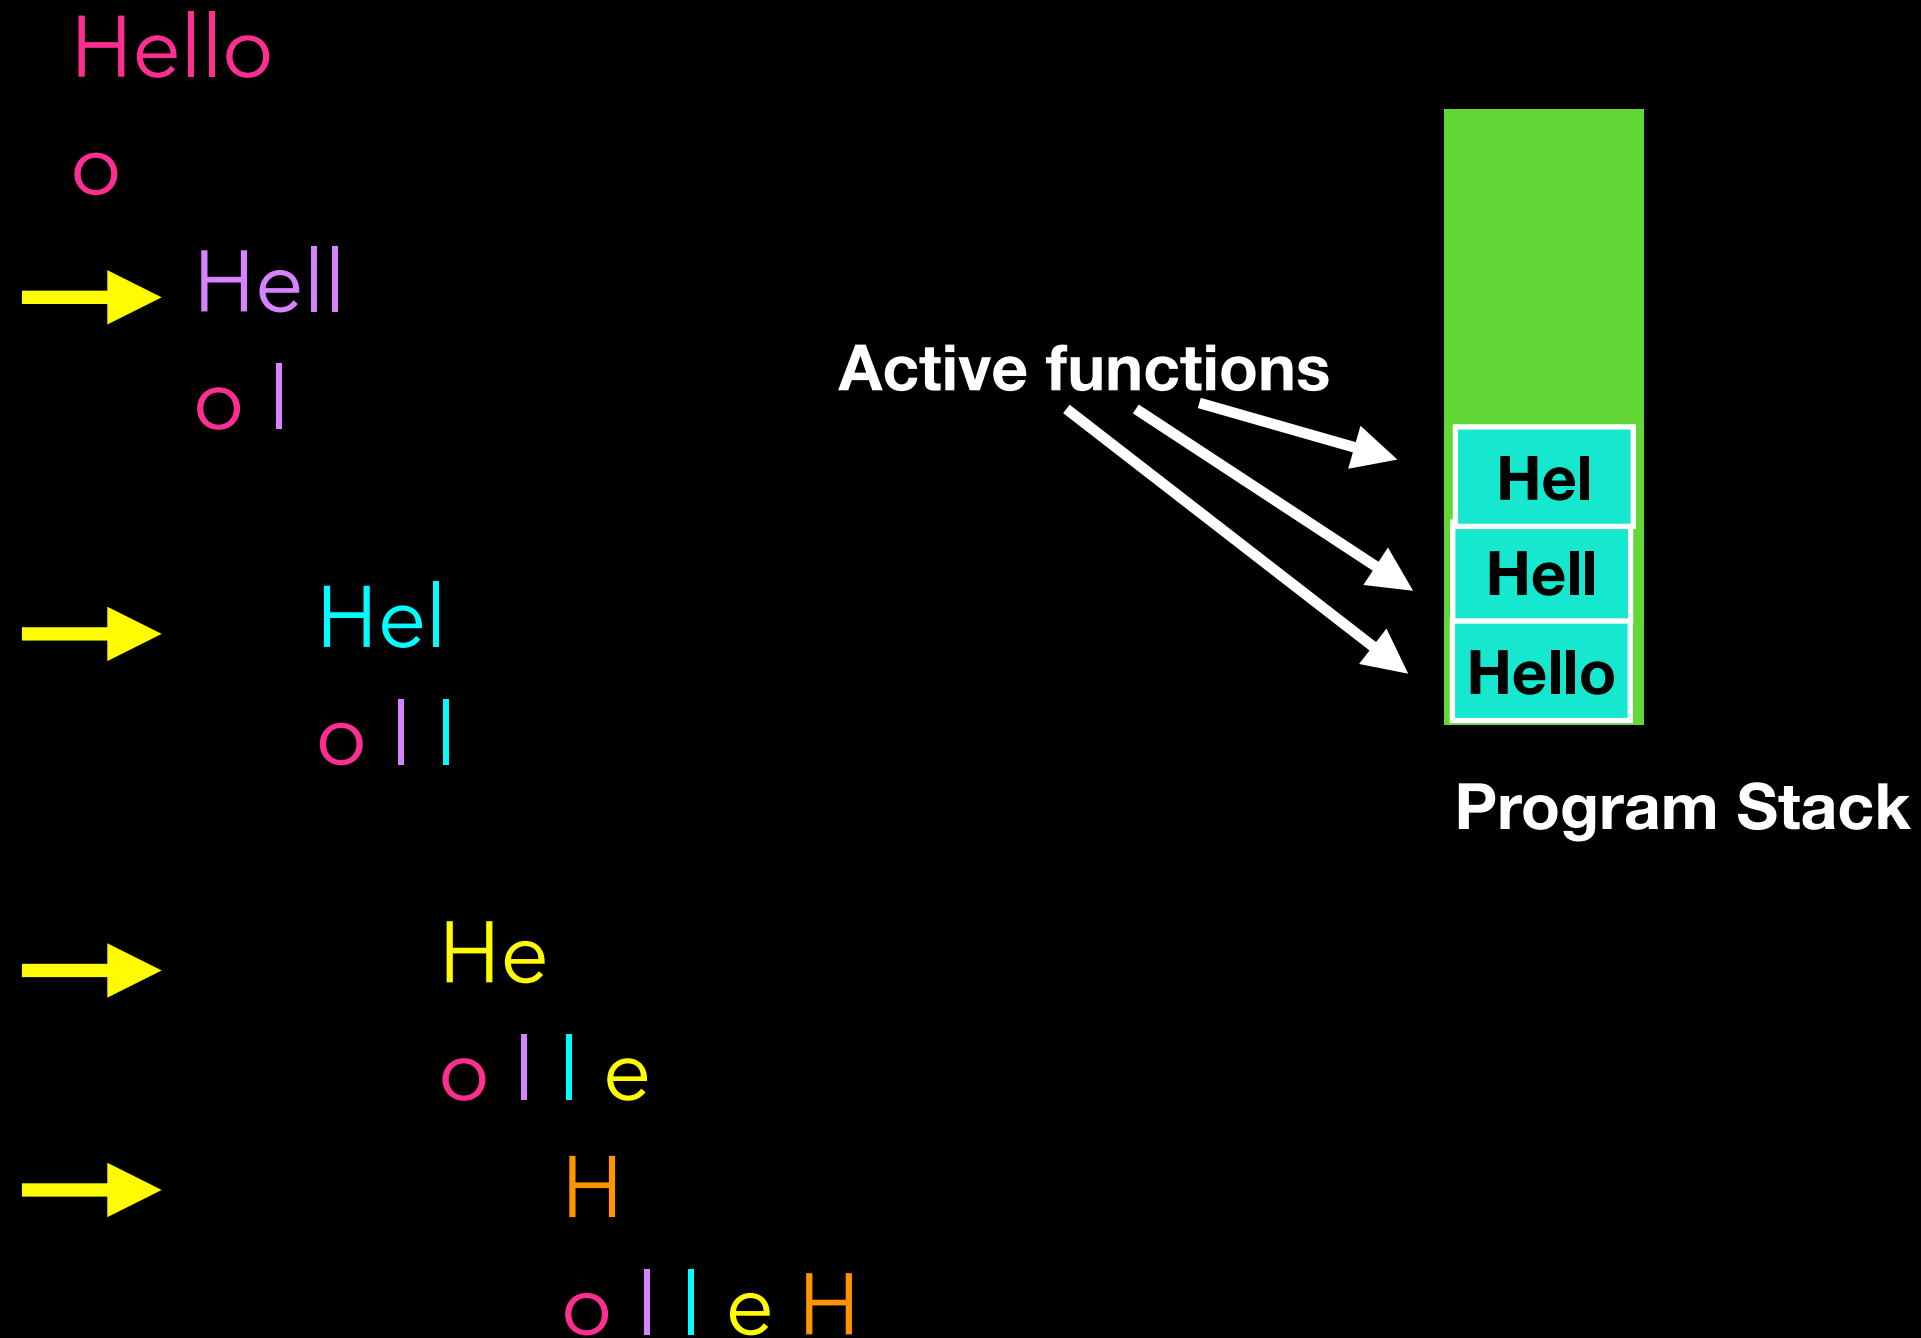 Hello
o
Hell
o l
Hel
o l l
He
o l l e
H
o l l e H
Active functions
Hel
Hell
Hello
Program Stack